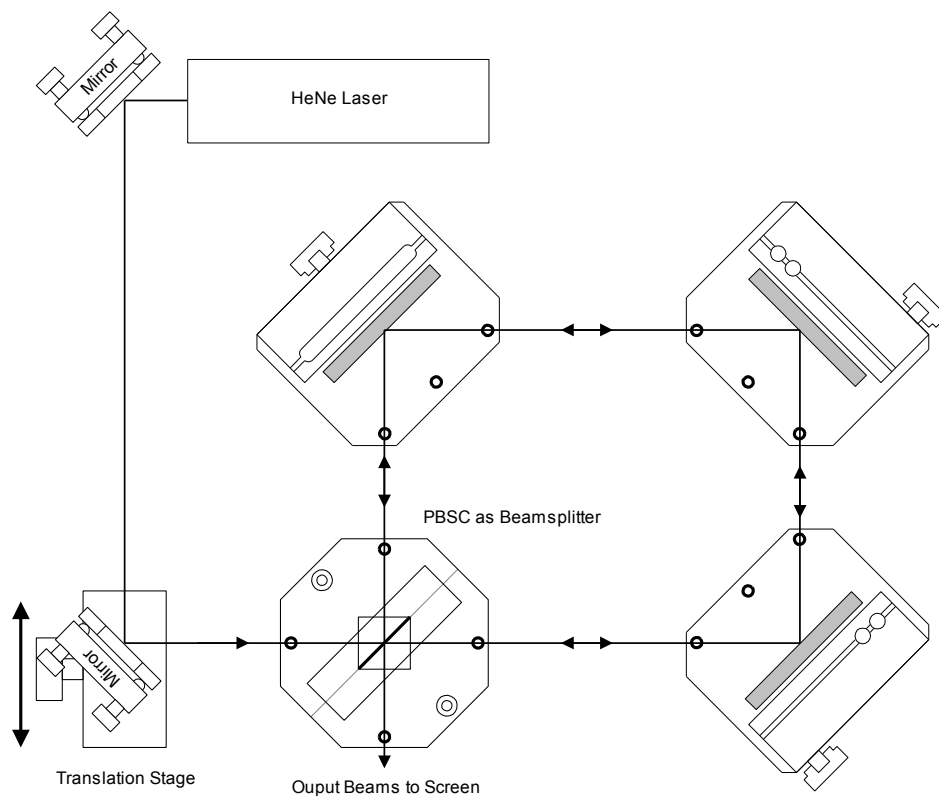 Mirror
HeNe Laser
PBSC as Beamsplitter
Mirror
Translation Stage
Ouput Beams to Screen